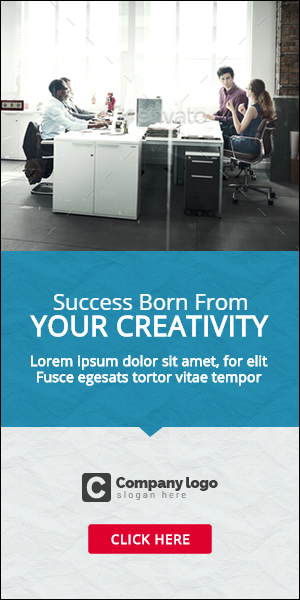 envato
Success Born From
YOUR CREATIVITY
Lorem ipsum dolor sit amet, for elit
Fusce egesats tortor vitae tempor
C
Company logo
slogan here
CLICK HERE